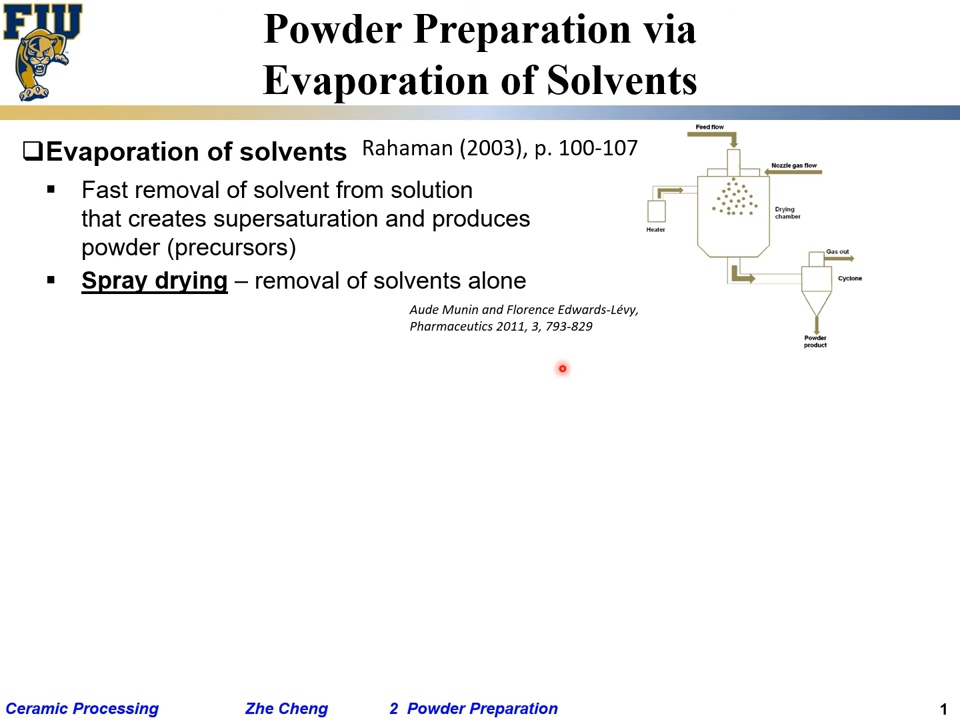 FIU
Powder Preparation via
Evaporation of Solvents
Evaporation of solvents Rahaman (2003), p. 100-107
Fast removal of solvent from solution
that creates supersaturation and produces
powder (precursors)
Spray drying – removal of solvents alone
Aude Munin and Florence Edwards-Lévy,
Pharmaceutics 2011, 3, 793-829
Feed flow
Nozzle gas flow
Drying
chamber
Heater
Gas out
Cyclone
Powder
product
Ceramic Processing Zhe Cheng 2 Powder Preparation 1